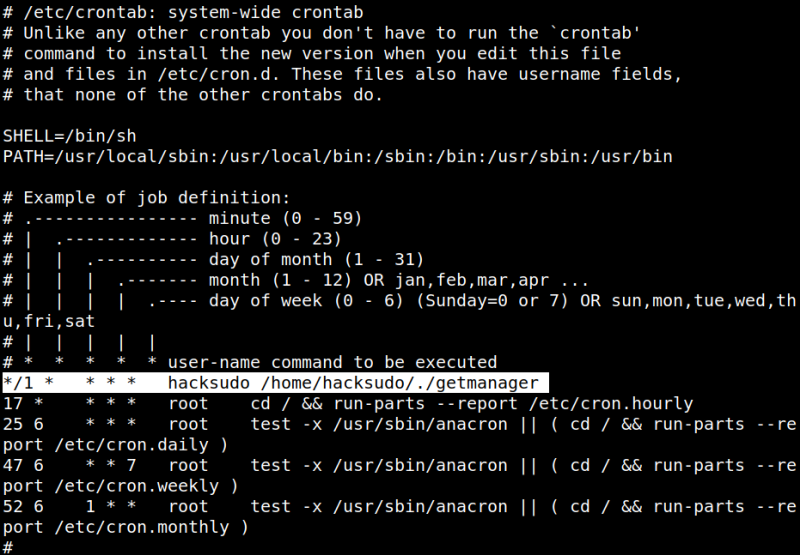 # /etc/crontab: system-wide crontab
# Unlike any other crontab you don't have to run the `crontab'
# command to install the new version when you edit this file
# and files in /etc/cron.d. These files also have username fields,
# that none of the other crontabs do.

SHELL=/bin/sh
PATH=/usr/local/sbin:/usr/local/bin:/sbin:/bin:/usr/sbin:/usr/bin

# Example of job definition:
# .---------------- minute (0 - 59)
# |  .------------- hour (0 - 23)
# |  |  .---------- day of month (1 - 31)
# |  |  |  .------- month (1 - 12) OR jan,feb,mar,apr ...
# |  |  |  |  .---- day of week (0 - 6) (Sunday=0 or 7) OR sun,mon,tue,wed,th
u,fri,sat
# |  |  |  |  |
# *  *  *  *  * user-name command to be executed
*/1 *   * * *   hacksudo /home/hacksudo/./getmanager
17 *    * * *   root    cd / && run-parts --report /etc/cron.hourly
25 6    * * *   root    test -x /usr/sbin/anacron || ( cd / && run-parts --re
port /etc/cron.daily )
47 6    * * 7   root    test -x /usr/sbin/anacron || ( cd / && run-parts --re
port /etc/cron.weekly )
52 6    1 * *   root    test -x /usr/sbin/anacron || ( cd / && run-parts --re
port /etc/cron.monthly )
#